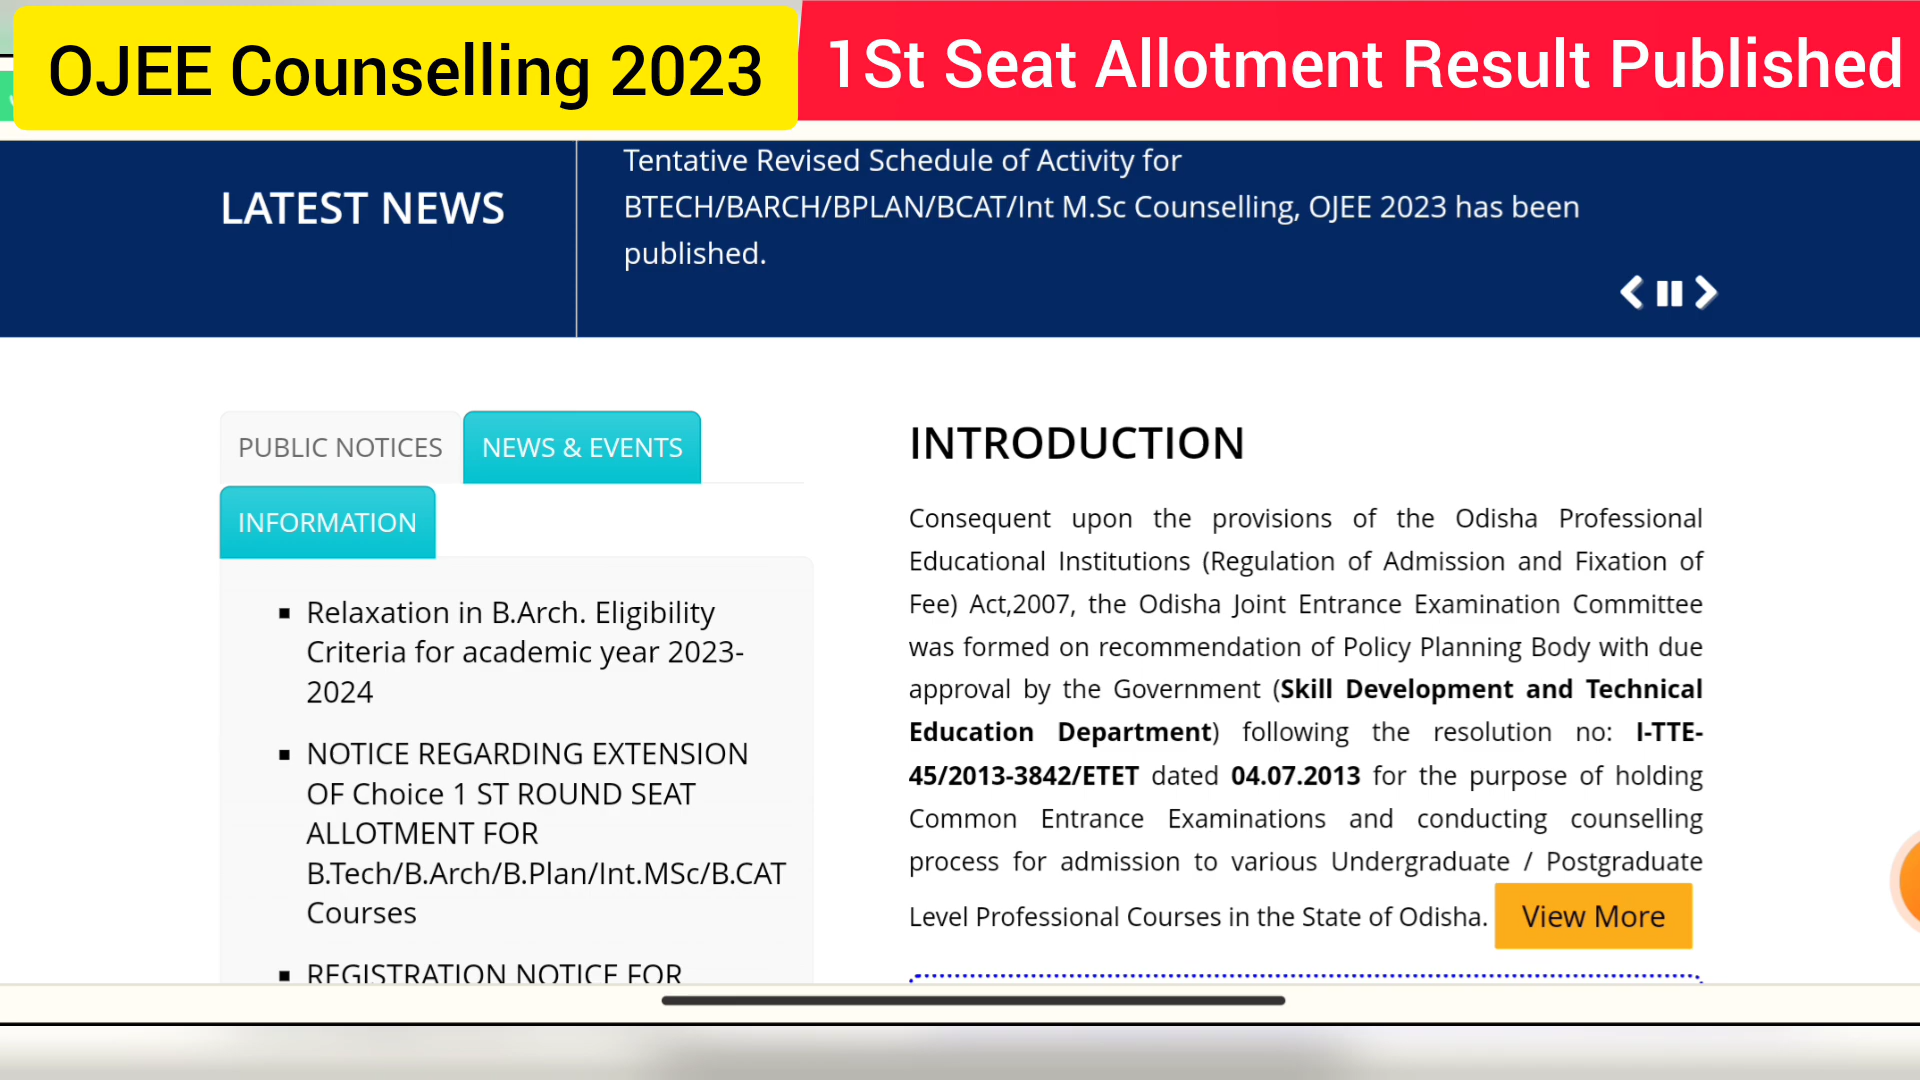 OJEE Counselling 2023
1St Seat Allotment Result Published
LATEST NEWS
Tentative Revised Schedule of Activity for
BTECH/BARCH/BPLAN/BCAT/Int M.Sc Counselling, OJEE 2023 has been
published.
PUBLIC NOTICES
NEWS & EVENTS
INFORMATION
▪ Relaxation in B.Arch. Eligibility
Criteria for academic year 2023-
2024
▪ NOTICE REGARDING EXTENSION
OF Choice 1 ST ROUND SEAT
ALLOTMENT FOR
B.Tech/B.Arch/B.Plan/Int.MSc/B.CAT
Courses
▪ REGISTRATION NOTICE FOR
INTRODUCTION
Consequent upon the provisions of the Odisha Professional
Educational Institutions (Regulation of Admission and Fixation of
Fee) Act,2007, the Odisha Joint Entrance Examination Committee
was formed on recommendation of Policy Planning Body with due
approval by the Government (Skill Development and Technical
Education Department) following the resolution no: I-TTE-
45/2013-3842/ETET dated 04.07.2013 for the purpose of holding
Common Entrance Examinations and conducting counselling
process for admission to various Undergraduate / Postgraduate
Level Professional Courses in the State of Odisha.
View More